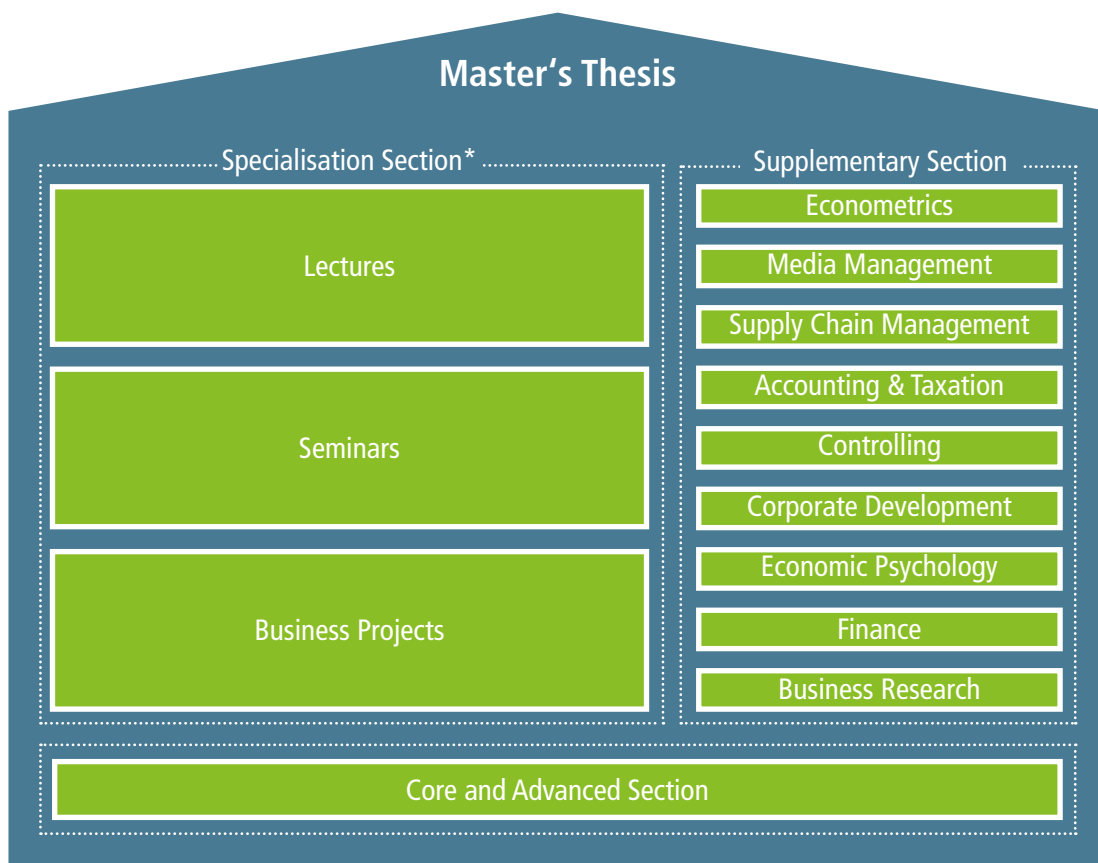 Master‘s Thesis
Specialisation Section*
Lectures
Seminars
Business Projects
Supplementary Section
Econometrics
Media Management
Supply Chain Management
Accounting & Taxation
Controlling
Corporate Development
Economic Psychology
Finance
Business Research
Core and Advanced Section